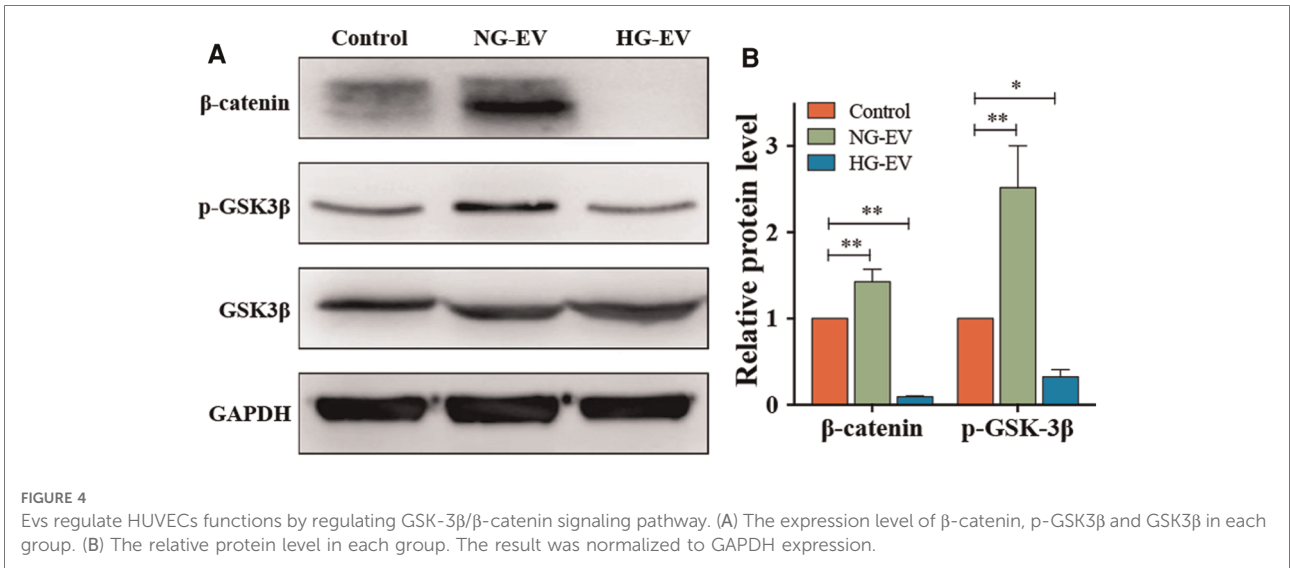 A
Control NG-EV HG-EV
β-catenin
p-GSK3β
GSK3β
GAPDH
B
Control
NG-EV
HG-EV
Relative protein level
3
2
1
0
**
**
**
*
β-catenin p-GSK-3β
FIGURE 4
Evs regulate HUVECs functions by regulating GSK-3β/β-catenin signaling pathway. (A) The expression level of β-catenin, p-GSK3β and GSK3β in each
group. (B) The relative protein level in each group. The result was normalized to GAPDH expression.